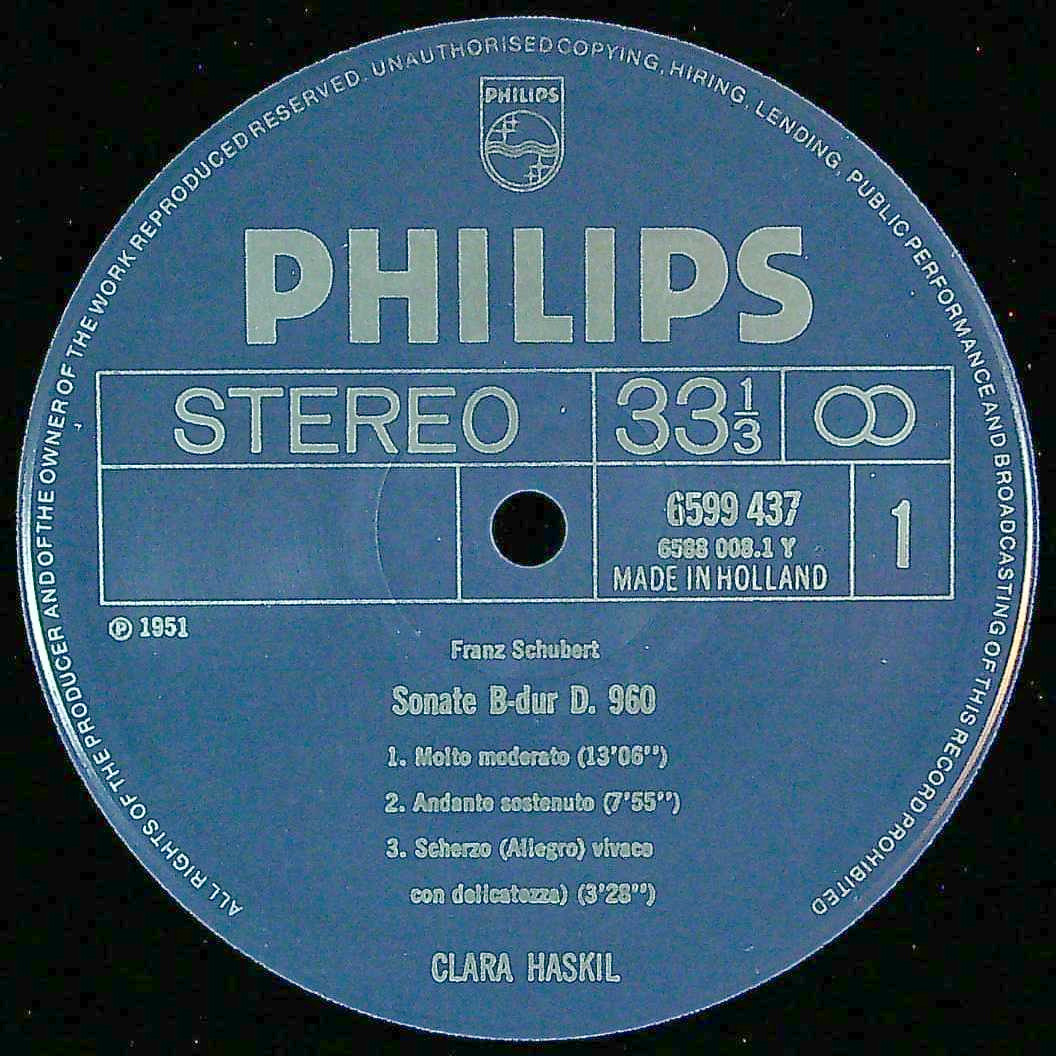 ALL RIGHTS OF THE PRODUCER AND OF THE OWNER OF THE WORK REPRODUCED RESERVED. UNAUTHORISED COPYING, HIRING, LENDING, PUBLIC PERFORMANCE AND BROADCASTING OF THIS RECORD PROHIBITED
PHILIPS
PHILIPS
STEREO 33 1/3
6599 437
6588 008.1 Y
MADE IN HOLLAND
1
℗ 1951
Franz Schubert
Sonate B-dur D. 960
1. Molto moderato (13'06'')
2. Andante sostenuto (7'55'')
3. Scherzo (Allegro) vivace
con delicatezza) (3'28'')
CLARA HASKIL